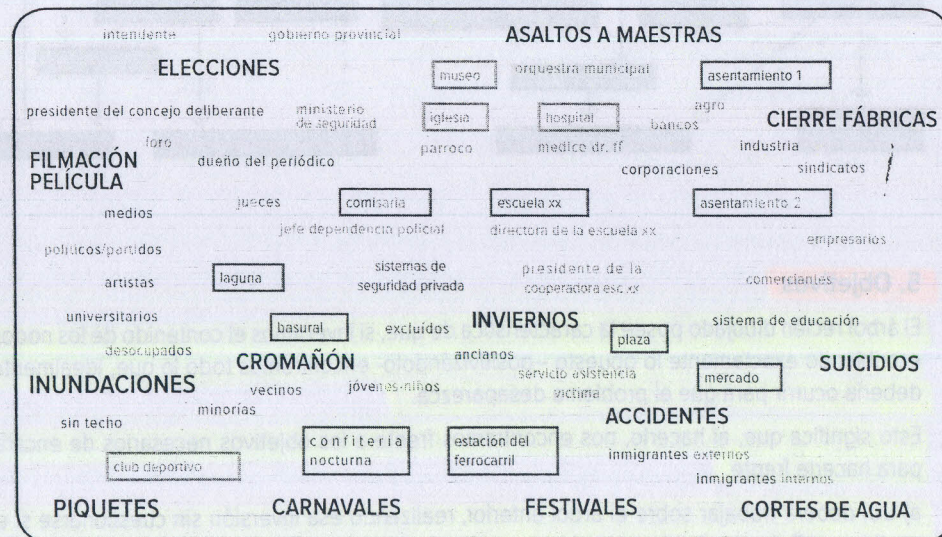 intendente
gobierno provincial
ASALTOS A MAESTRAS
ELECCIONES
museo
orquestra municipal
asentamiento 1
presidente del concejo deliberante
ministerio
de seguridad
iglesia
hospital
agro
bancos
CIERRE FÁBRICAS
foro
parroco
medico dr. ff
industria
FILMACIÓN
PELÍCULA
dueño del periódico
corporaciones
sindicatos
medios
jueces
comisaria
escuela xx
asentamiento 2
jefe dependencia policial
directora de la escuela xx
empresarios
politicos/partidos
artistas
laguna
sistemas de
seguridad privada
presidente de la
cooperadora esc.xx
comerciantes
universitarios
basural
excluídos
INVIERNOS
plaza
sistema de educación
desocupados
CROMAÑÓN
ancianos
servicio asistencia
victima
mercado
SUICIDIOS
INUNDACIONES
vecinos
jóvenes-niños
minorias
ACCIDENTES
sin techo
club deportivo
confiteria
nocturna
estación del
ferrocarril
inmigrantes externos
inmigrantes internos
PIQUETES
CARNAVALES
FESTIVALES
CORTES DE AGUA
5. Objetivos